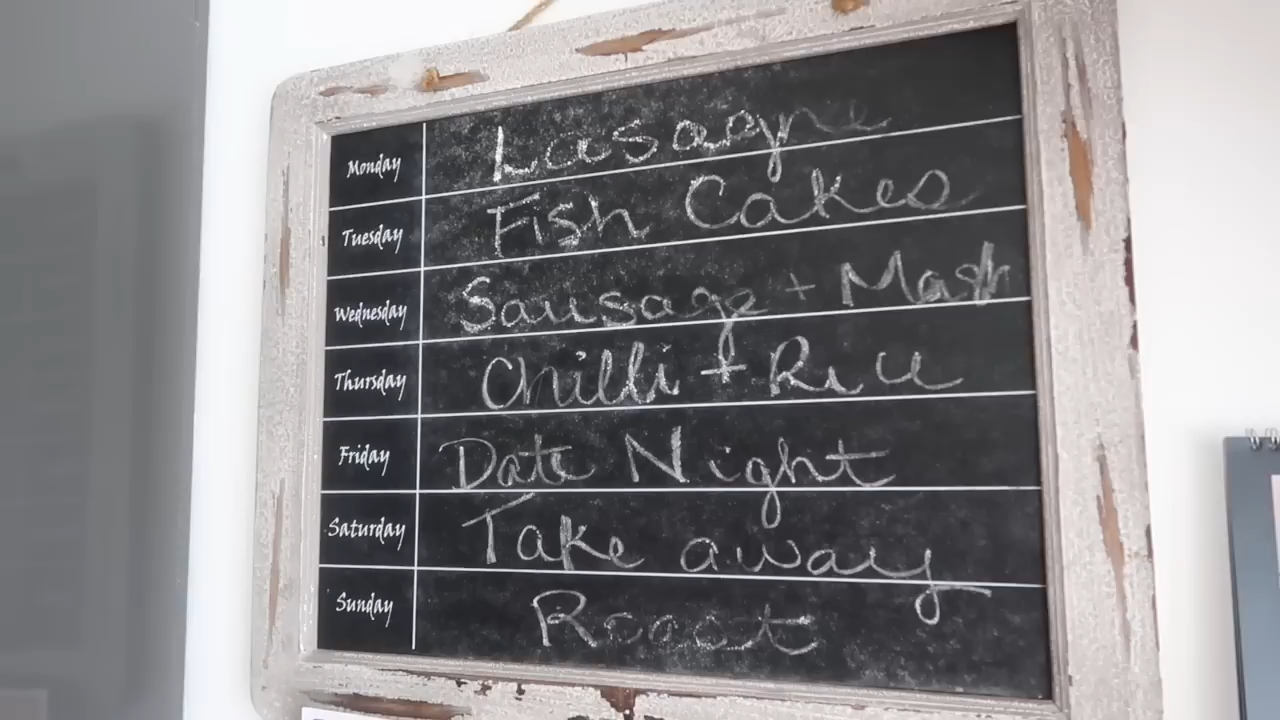 Monday Lasagne
Tuesday Fish Cakes
Wednesday Sausage + Mash
Thursday Chilli + Rice
Friday Date Night
Saturday Take away
Sunday Roast